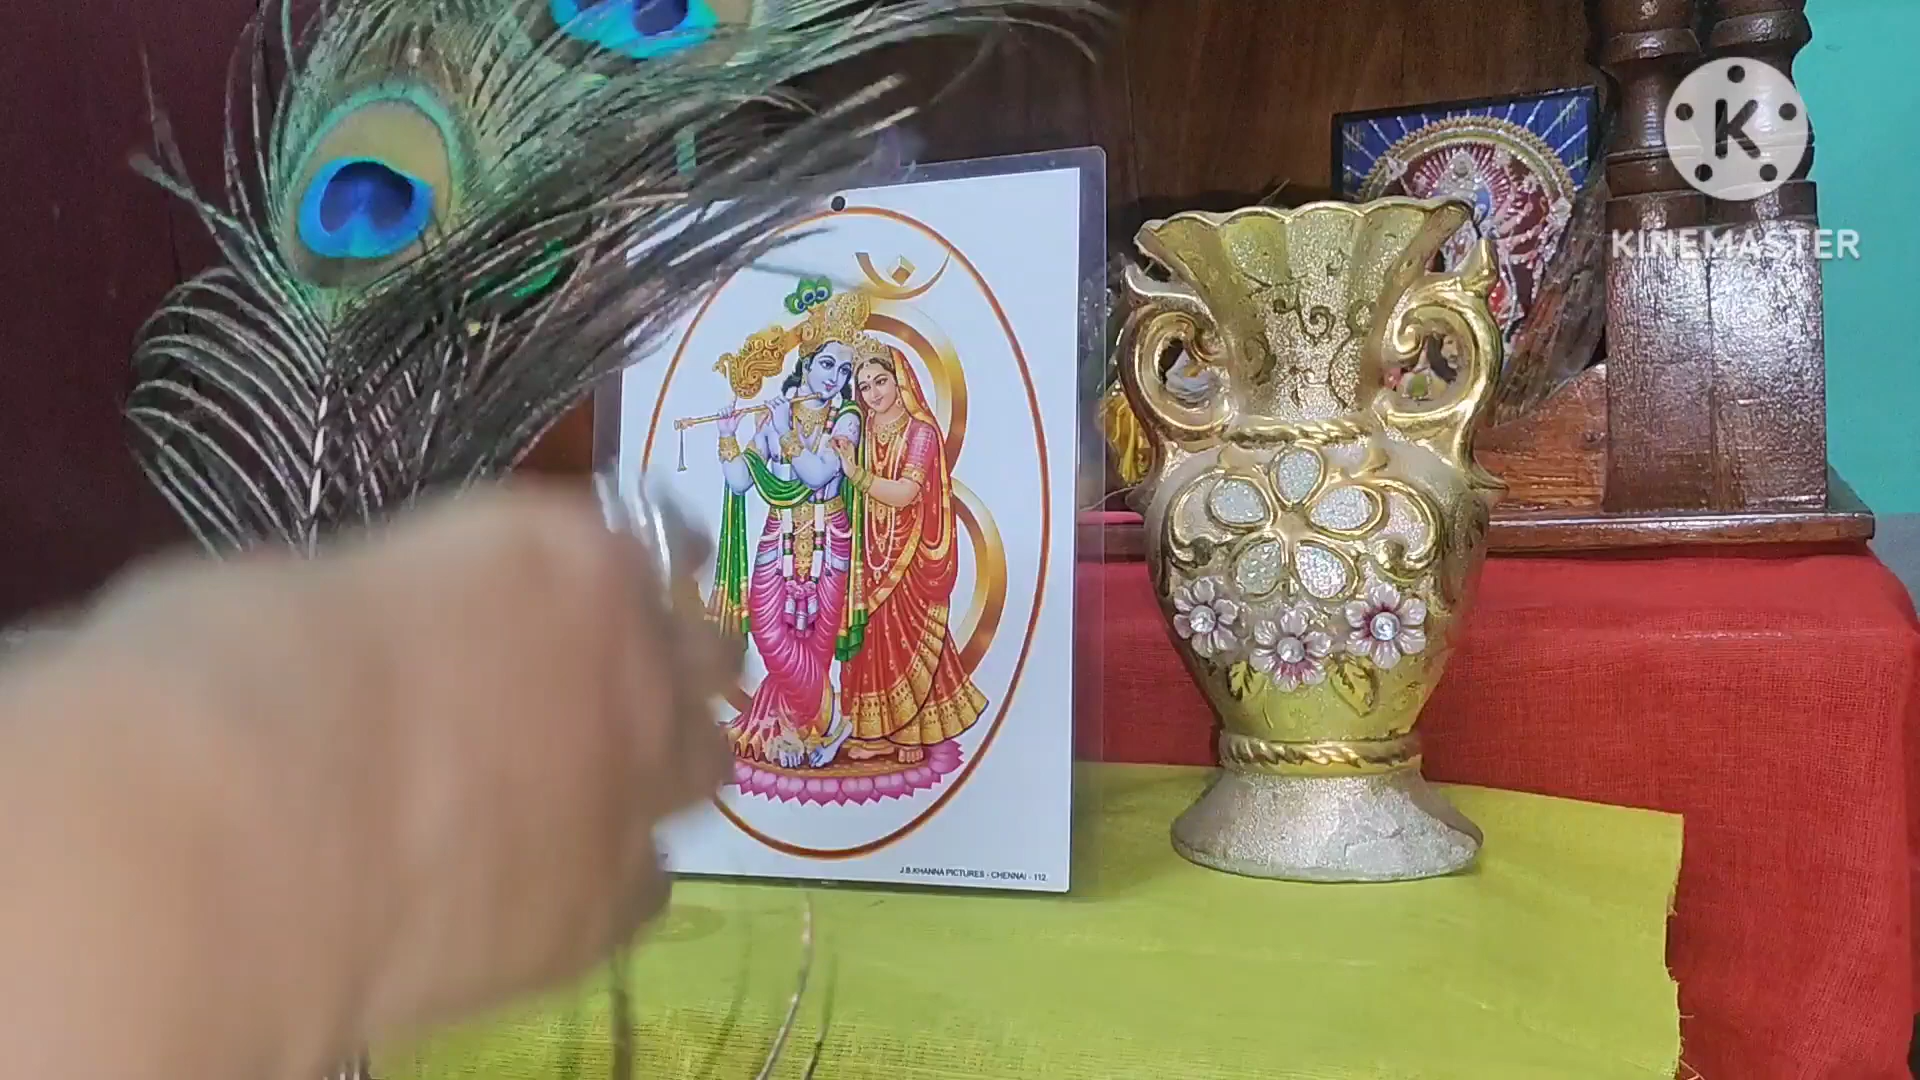 K
KINEMASTER
J.B.KHANNA PICTURES - CHENNAI - 112.